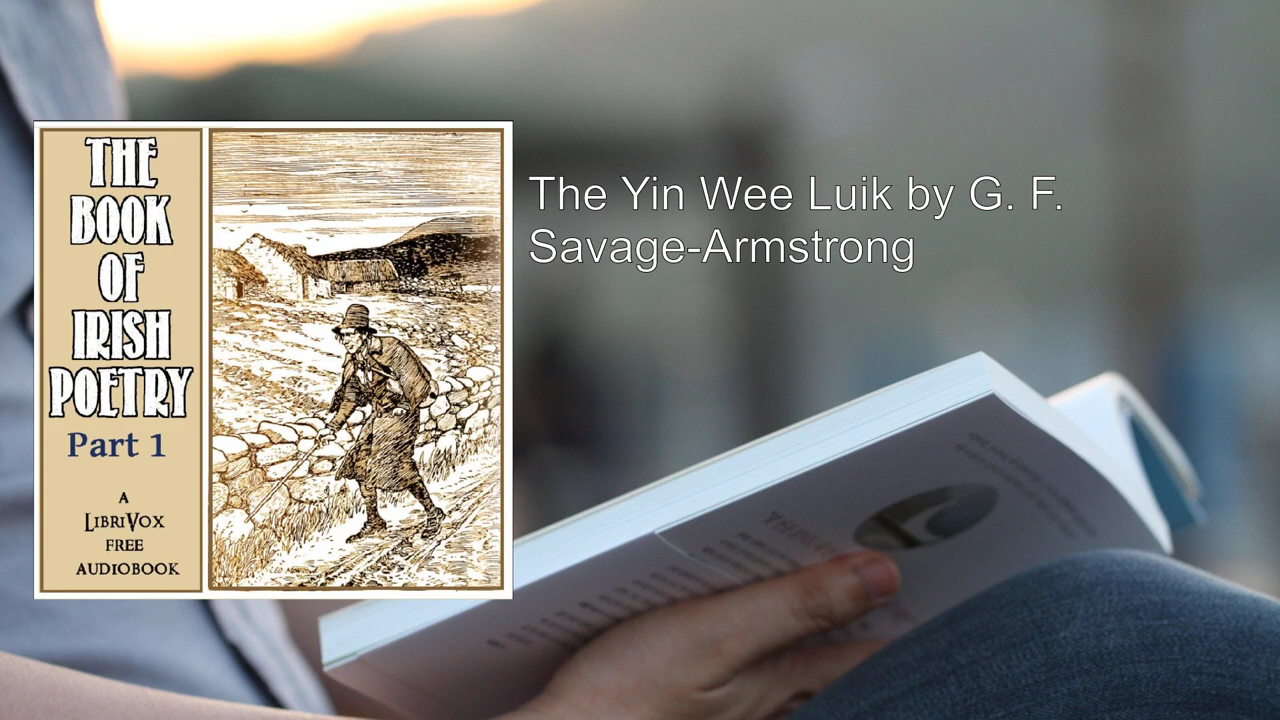 THE
BOOK
OF
IRISH
POETRY
Part 1
A
LIBRIVOX
FREE
AUDIOBOOK
The Yin Wee Luik by G. F.
Savage-Armstrong